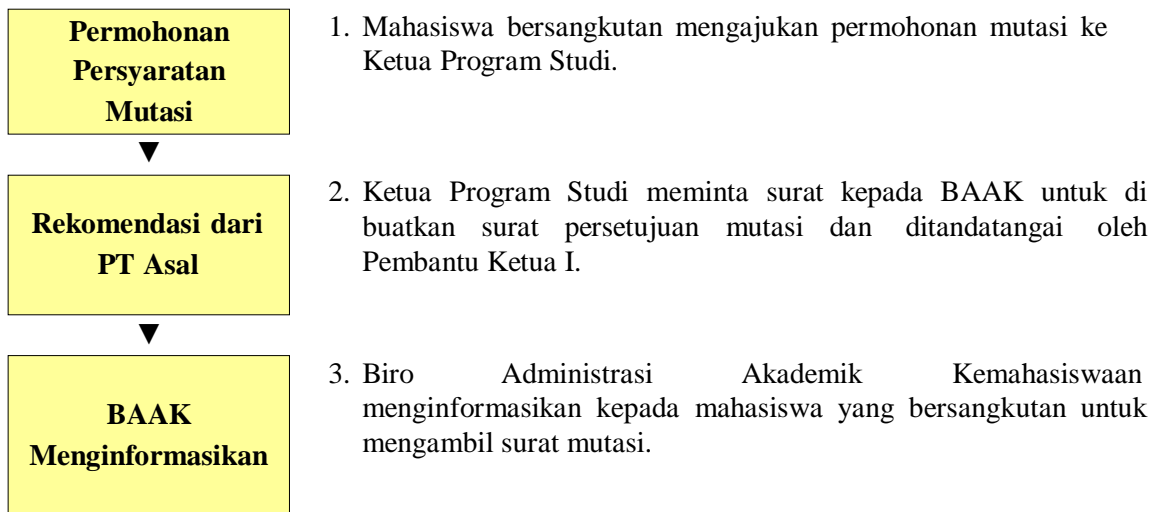 Permohonan
Persyaratan
Mutasi
1. Mahasiswa bersangkutan mengajukan permohonan mutasi ke
Ketua Program Studi.
▼
Rekomendasi dari
PT Asal
2. Ketua Program Studi meminta surat kepada BAAK untuk di
buatkan surat persetujuan mutasi dan ditandatangai oleh
Pembantu Ketua I.
▼
BAAK
Menginformasikan
3. Biro Administrasi Akademik Kemahasiswaan
menginformasikan kepada mahasiswa yang bersangkutan untuk
mengambil surat mutasi.